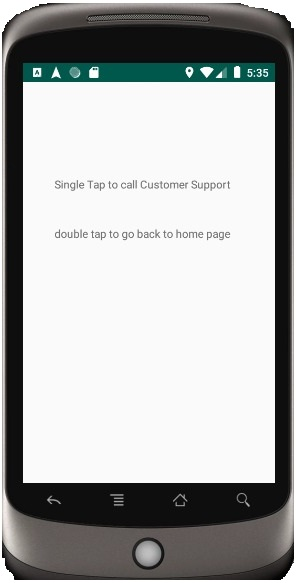 5:35
Single Tap to call Customer Support
double tap to go back to home page